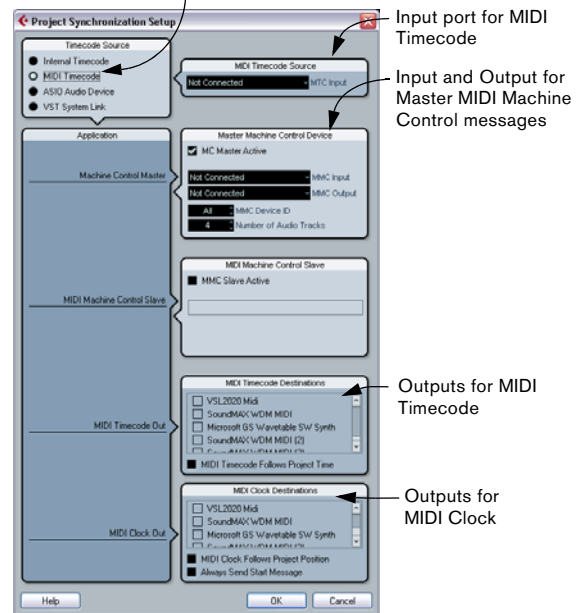 Project Synchronization Setup
Input port for MIDI
Timecode
Timecode Source
Internal Timecode
MIDI Timecode
ASIO Audio Device
VST System Link
MIDI Timecode Source
Not Connected
MTC Input
Input and Output for
Master MIDI Machine
Control messages
Application
Machine Control Master
MIDI Machine Control Slave
MIDI Timecode Out
MIDI Clock Out
Master Machine Control Device
MC Master Active
Not Connected
MMC Input
Not Connected
MMC Output
All
MMC Device ID
4
Number of Audio Tracks
MIDI Machine Control Slave
MMC Slave Active
MIDI Timecode Destinations
VSL2020 Midi
SoundMAX WDM MIDI
Microsoft GS Wavetable SW Synth
SoundMAX WDM MIDI (2)
MIDI Timecode Follows Project Time
Outputs for MIDI
Timecode
MIDI Clock Destinations
VSL2020 Midi
SoundMAX WDM MIDI
Microsoft GS Wavetable SW Synth
MIDI Clock Follows Project Position
Always Send Start Message
Outputs for
MIDI Clock
Help
OK
Cancel